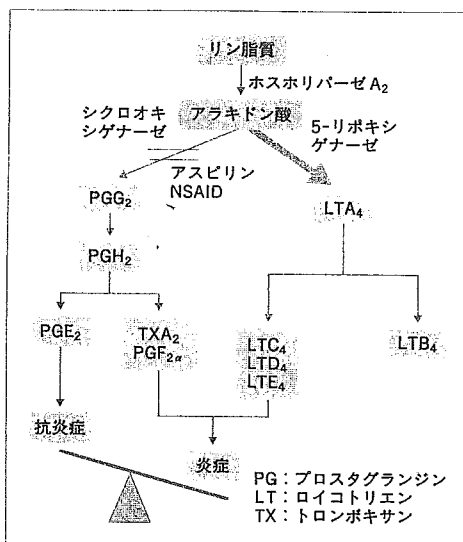 リン脂質
ホスホリパーゼA₂
シクロオキ
シゲナーゼ
アラキドン酸
5-リポキシ
ゲナーゼ
アスピリン
NSAID
PGG₂
LTA₄
PGH₂
PGE₂
TXA₂
PGF₂α
LTC₄
LTD₄
LTE₄
LTB₄
抗炎症
炎症
PG：プロスタグランジン
LT：ロイコトリエン
TX：トロンボキサン